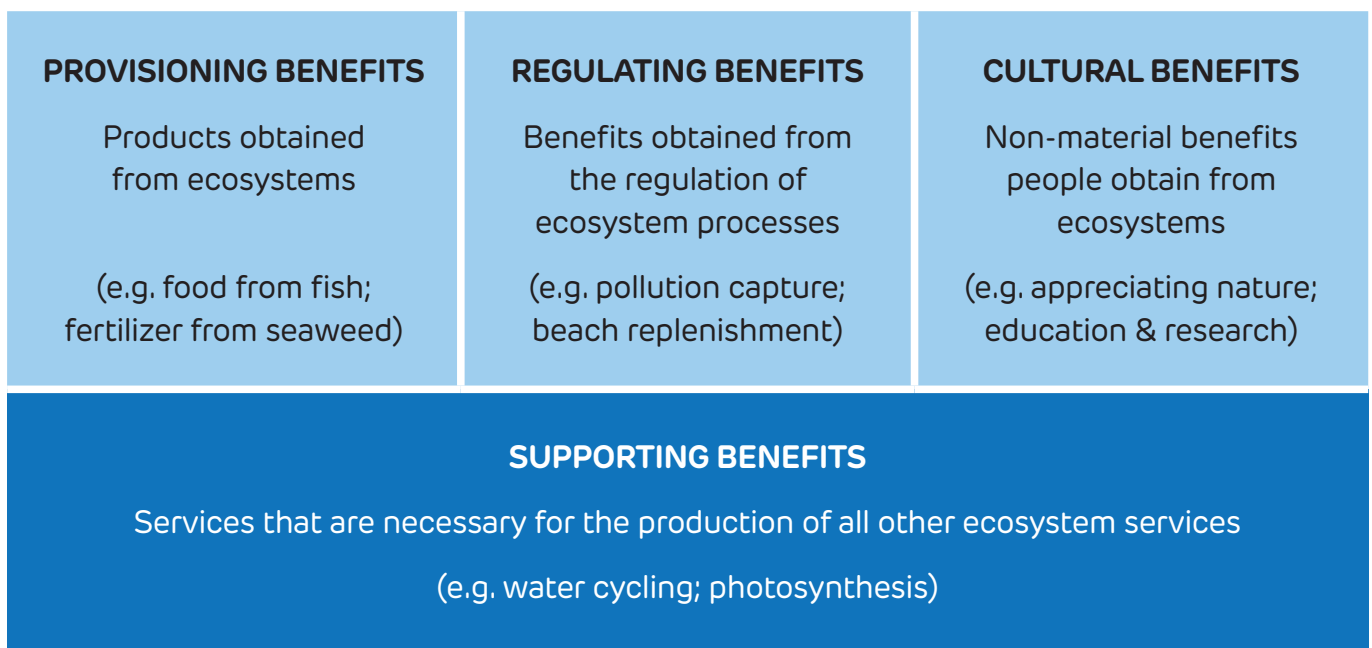 PROVISIONING BENEFITS
Products obtained
from ecosystems
(e.g. food from fish;
fertilizer from seaweed)
REGULATING BENEFITS
Benefits obtained from
the regulation of
ecosystem processes
(e.g. pollution capture;
beach replenishment)
CULTURAL BENEFITS
Non-material benefits
people obtain from
ecosystems
(e.g. appreciating nature;
education & research)
SUPPORTING BENEFITS
Services that are necessary for the production of all other ecosystem services
(e.g. water cycling; photosynthesis)